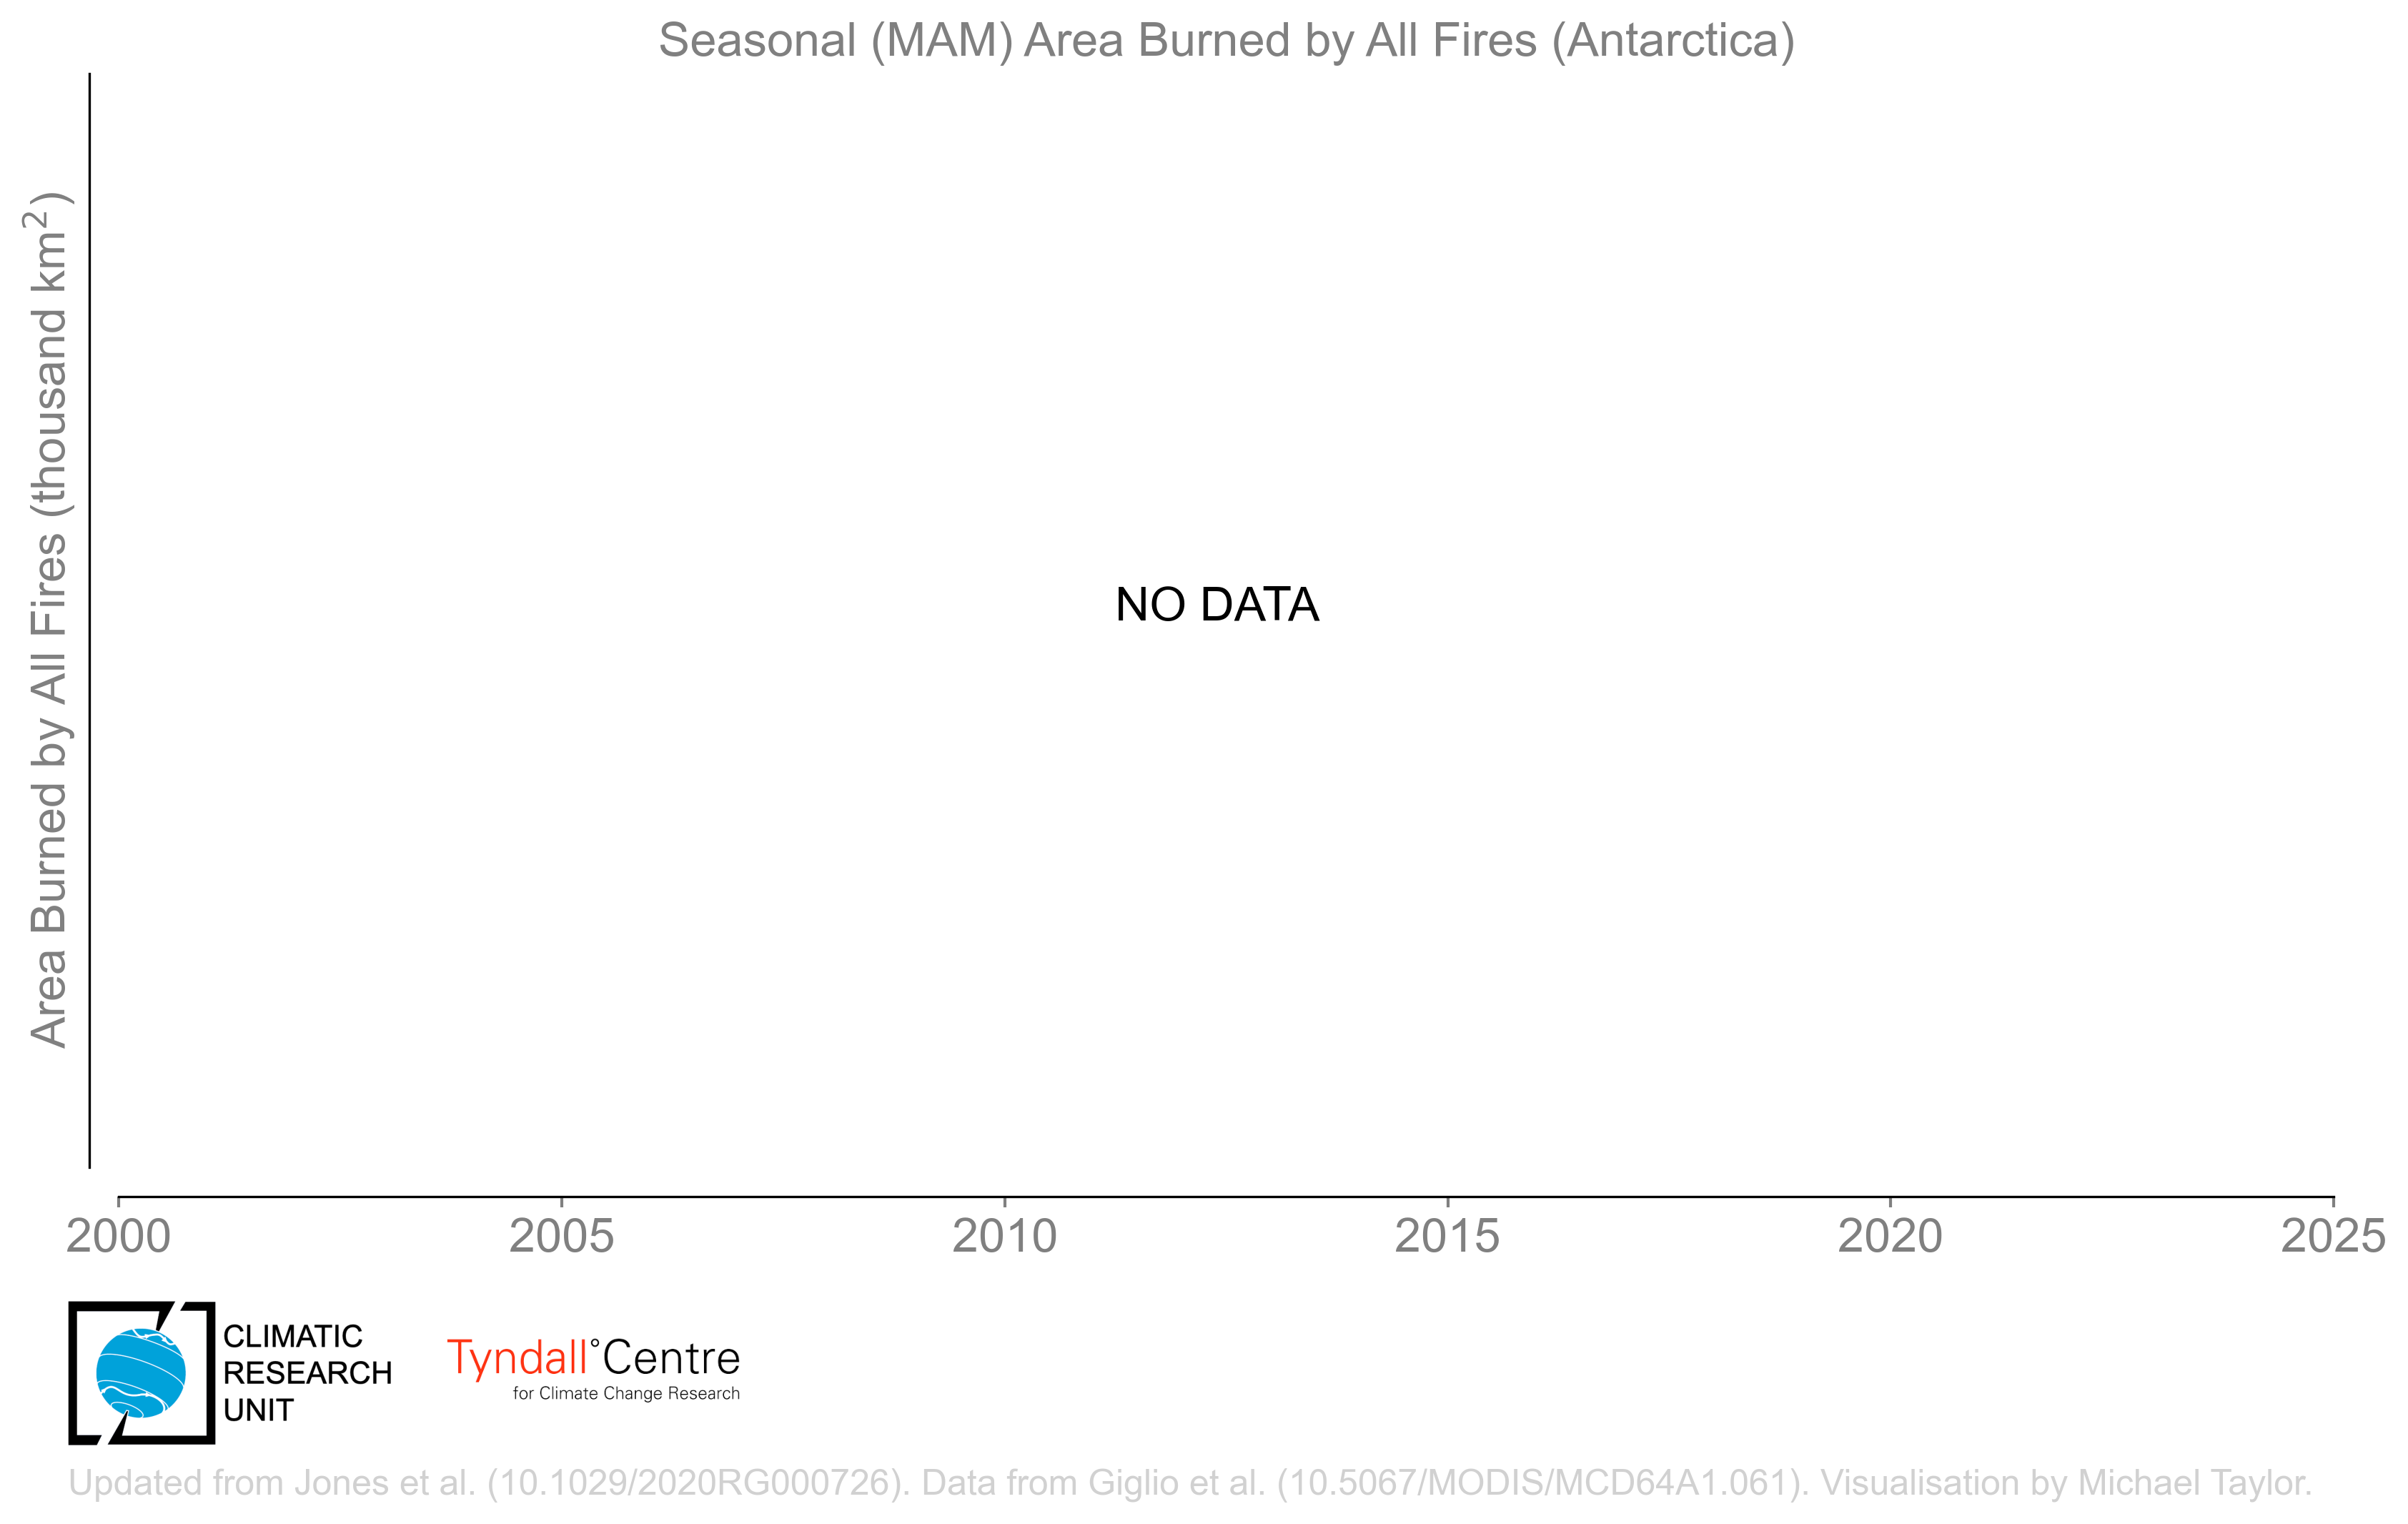 Seasonal (MAM) Area Burned by All Fires (Antarctica)
Area Burned by All Fires (thousand km²)
NO DATA
2000 2005 2010 2015 2020 2025
CLIMATIC
RESEARCH
UNIT
Tyndall°Centre
for Climate Change Research
Updated from Jones et al. (10.1029/2020RG000726). Data from Giglio et al. (10.5067/MODIS/MCD64A1.061). Visualisation by Michael Taylor.